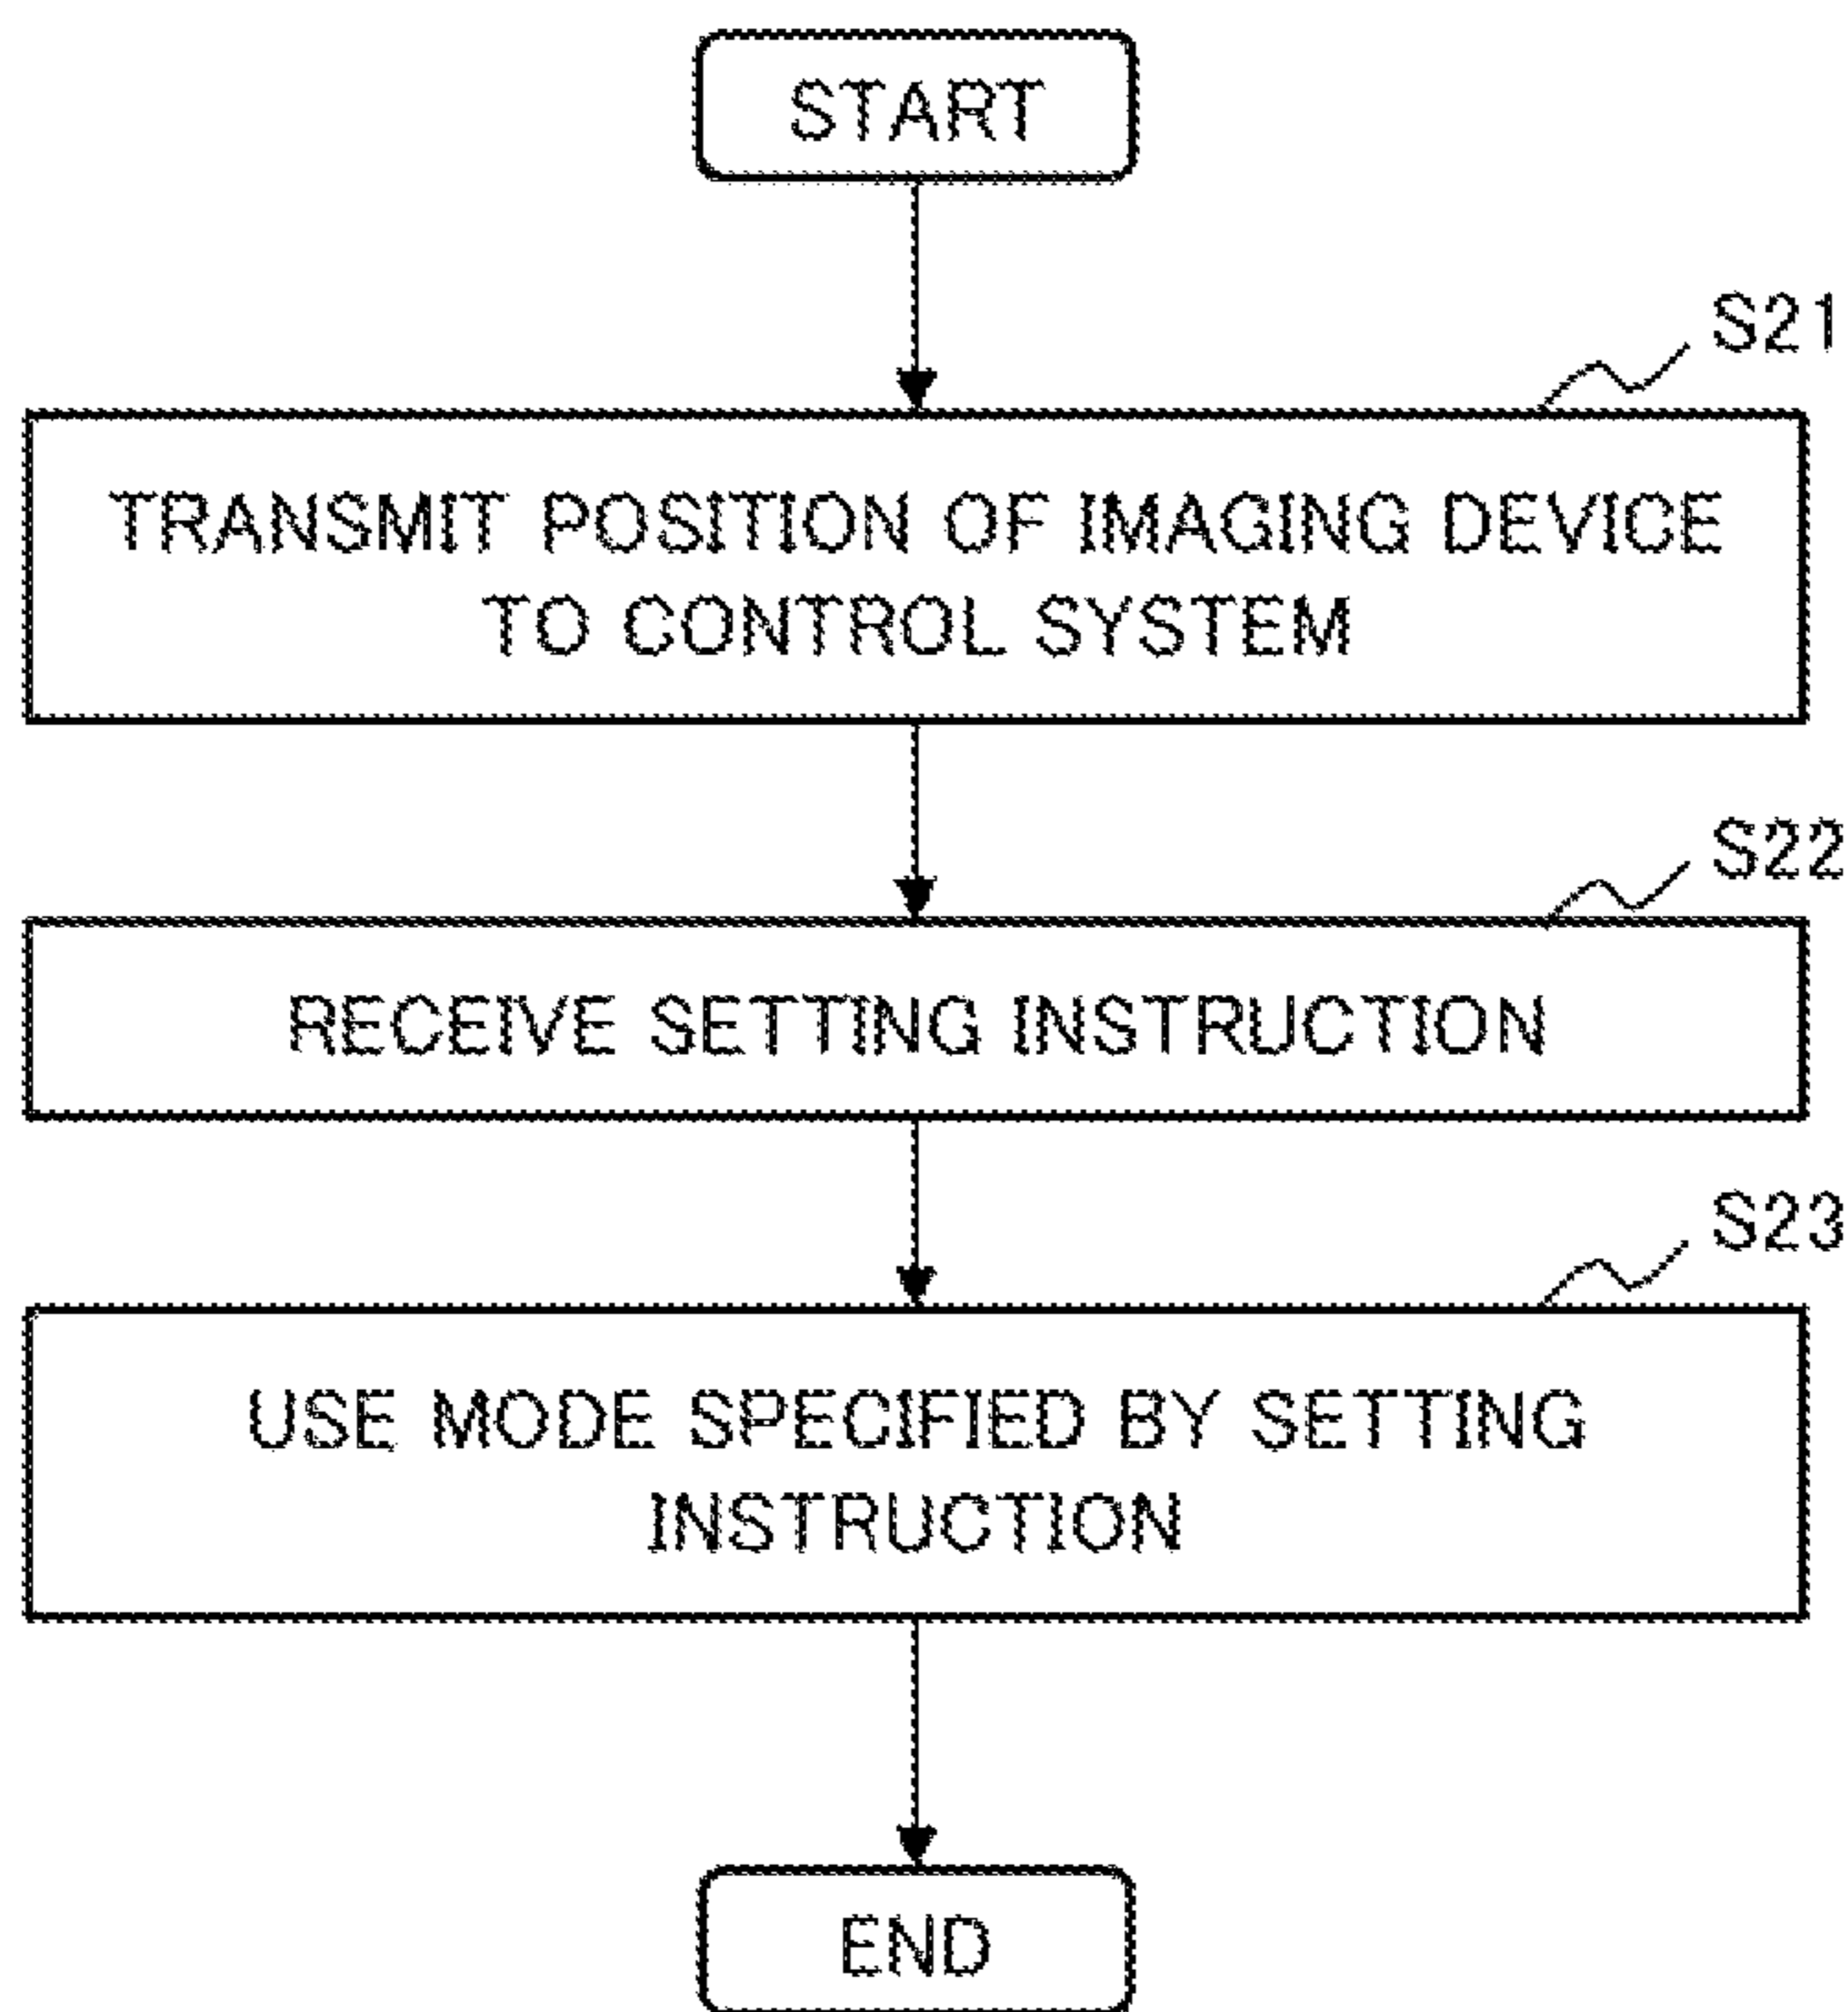 START
S21
TRANSMIT POSITION OF IMAGING DEVICE
TO CONTROL SYSTEM
S22
RECEIVE SETTING INSTRUCTION
S23
USE MODE SPECIFIED BY SETTING
INSTRUCTION
END